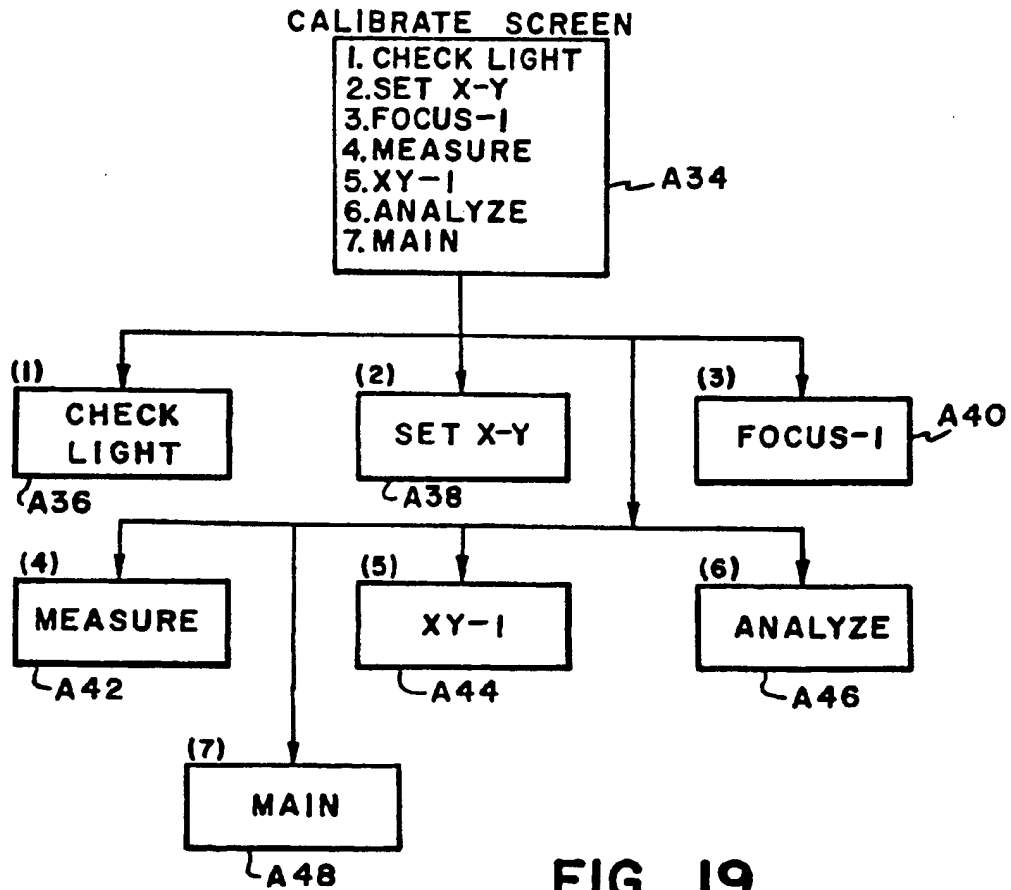 CALIBRATE SCREEN
1. CHECK LIGHT
2. SET X-Y
3. FOCUS-1
4. MEASURE
5. XY-1
6. ANALYZE
7. MAIN
A34
(1)
CHECK
LIGHT
A36
(2)
SET X-Y
A38
(3)
FOCUS-1
A40
(4)
MEASURE
A42
(5)
XY-1
A44
(6)
ANALYZE
A46
(7)
MAIN
A48
FIG. 19